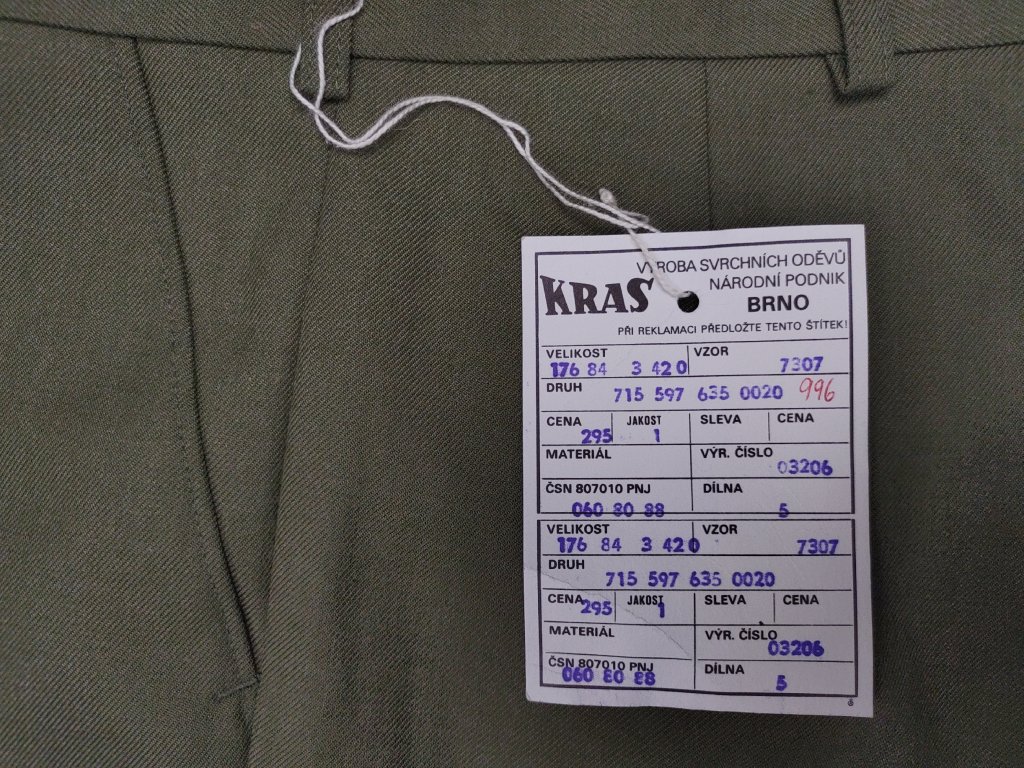 VÝROBA SVRCHNÍCH ODĚVŮ
KRAS NÁRODNÍ PODNIK
BRNO
PŘI REKLAMACI PŘEDLOŽTE TENTO ŠTÍTEK!
VELIKOST VZOR
176 84 3 420 7307
DRUH 715 597 635 0020 996
CENA JAKOST SLEVA CENA
295 1
MATERIÁL VÝR. ČÍSLO
03206
ČSN 807010 PNJ DÍLNA
060 80 88 5
VELIKOST VZOR
176 84 3 420 7307
DRUH
715 597 635 0020
CENA JAKOST SLEVA CENA
295 1
MATERIÁL VÝR. ČÍSLO
03206
ČSN 807010 PNJ DÍLNA
060 80 88 5